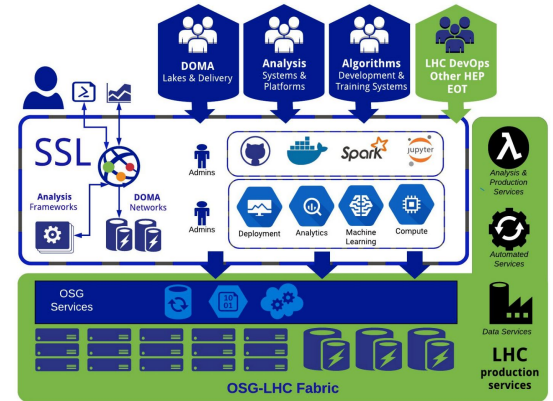 DOMA
Lakes & Delivery
Analysis
Systems &
Platforms
Algorithms
Development &
Training Systems
LHC DevOps
Other HEP
EOT
SSL
Analysis
Frameworks
DOMA
Networks
Admins
Admins
Spark
jupyter
Deployment
Analytics
Machine
Learning
Compute
Analysis &
Production
Services
Automated
Services
Data Services
LHC
production
services
OSG
Services
10
01
OSG-LHC Fabric